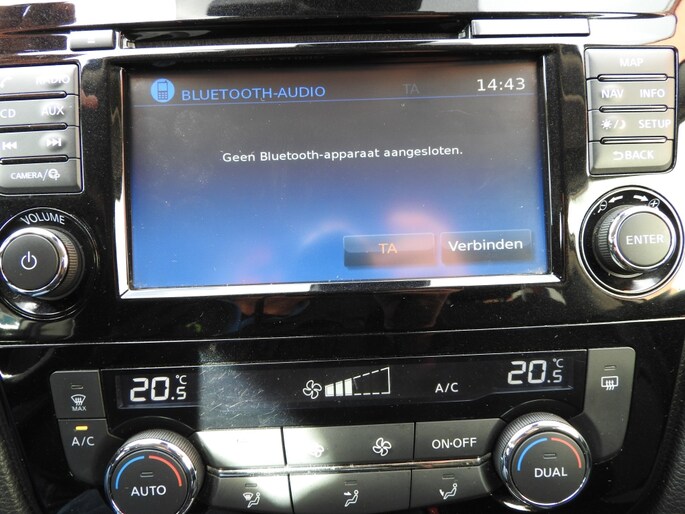 RADIO
CD AUX
CAMERA/
VOLUME
BLUETOOTH-AUDIO TA 14:43
Geen Bluetooth-apparaat aangesloten.
TA Verbinden
MAP
NAV INFO
SETUP
BACK
ENTER
20.5 °C
A/C
20.5 °C
MAX
A/C
AUTO
ON·OFF
DUAL